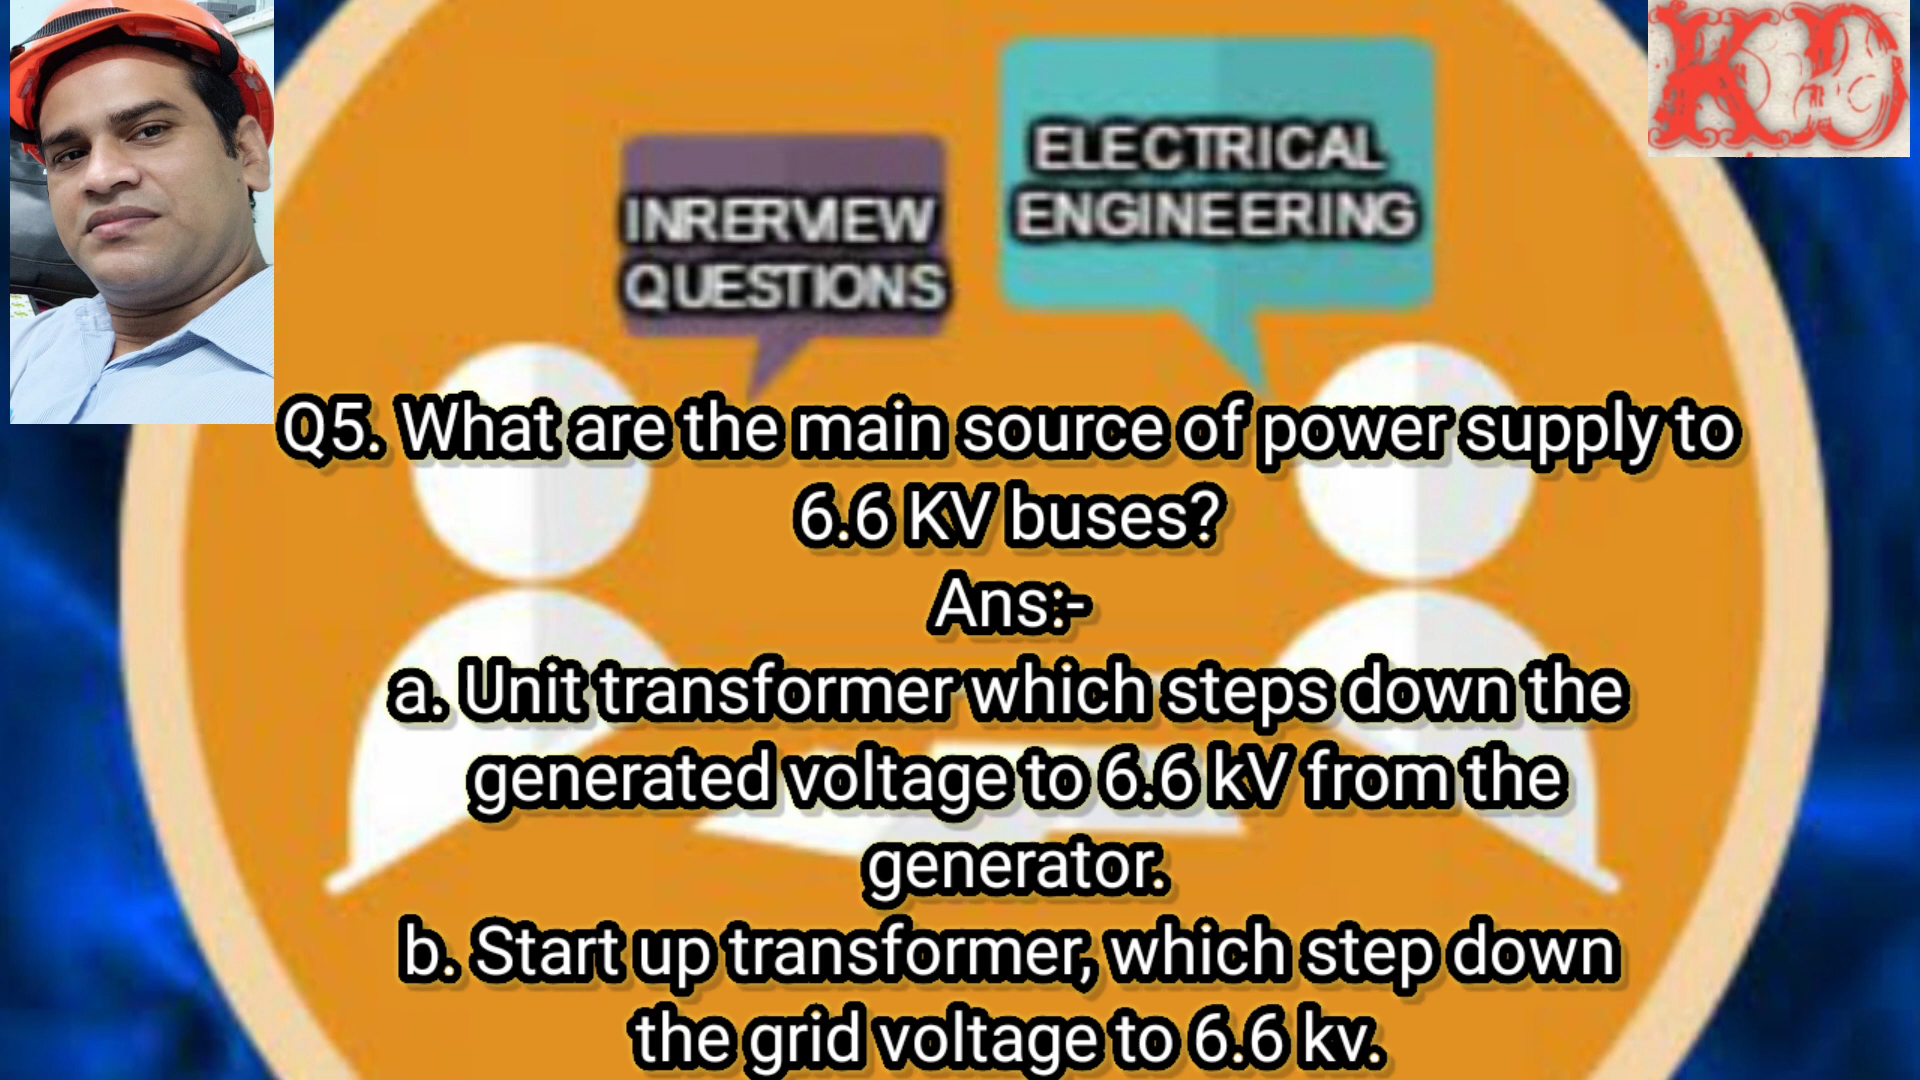 KD
INRERVIEW
QUESTIONS
ELECTRICAL
ENGINEERING
Q5. What are the main source of power supply to
6.6 KV buses?
Ans:-
a. Unit transformer which steps down the
generated voltage to 6.6 kV from the
generator.
b. Start up transformer, which step down
the grid voltage to 6.6 kv.